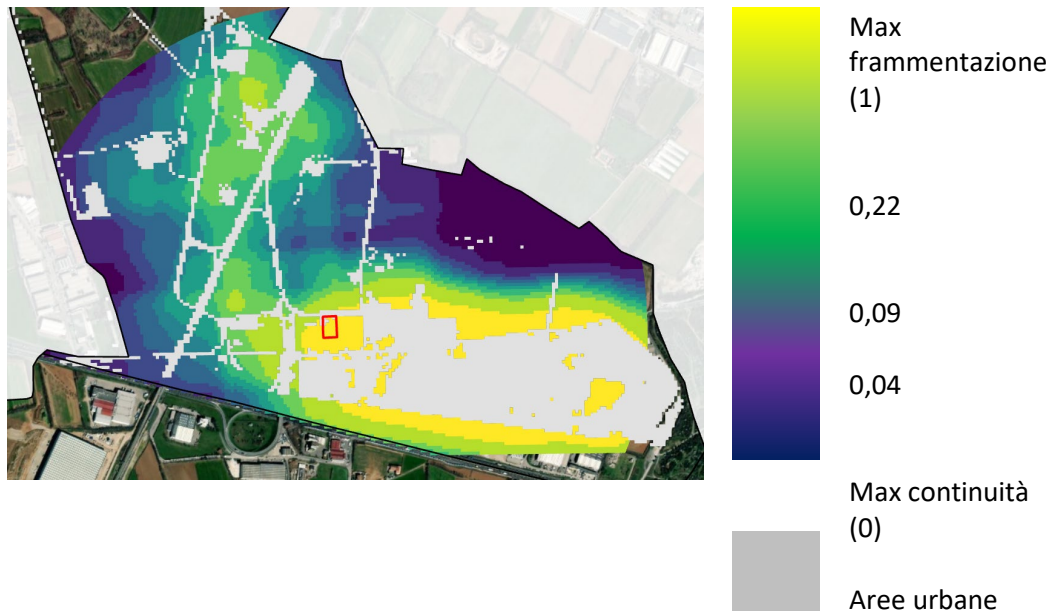 Max
frammentazione
(1)
0,22
0,09
0,04
Max continuità
(0)
Aree urbane